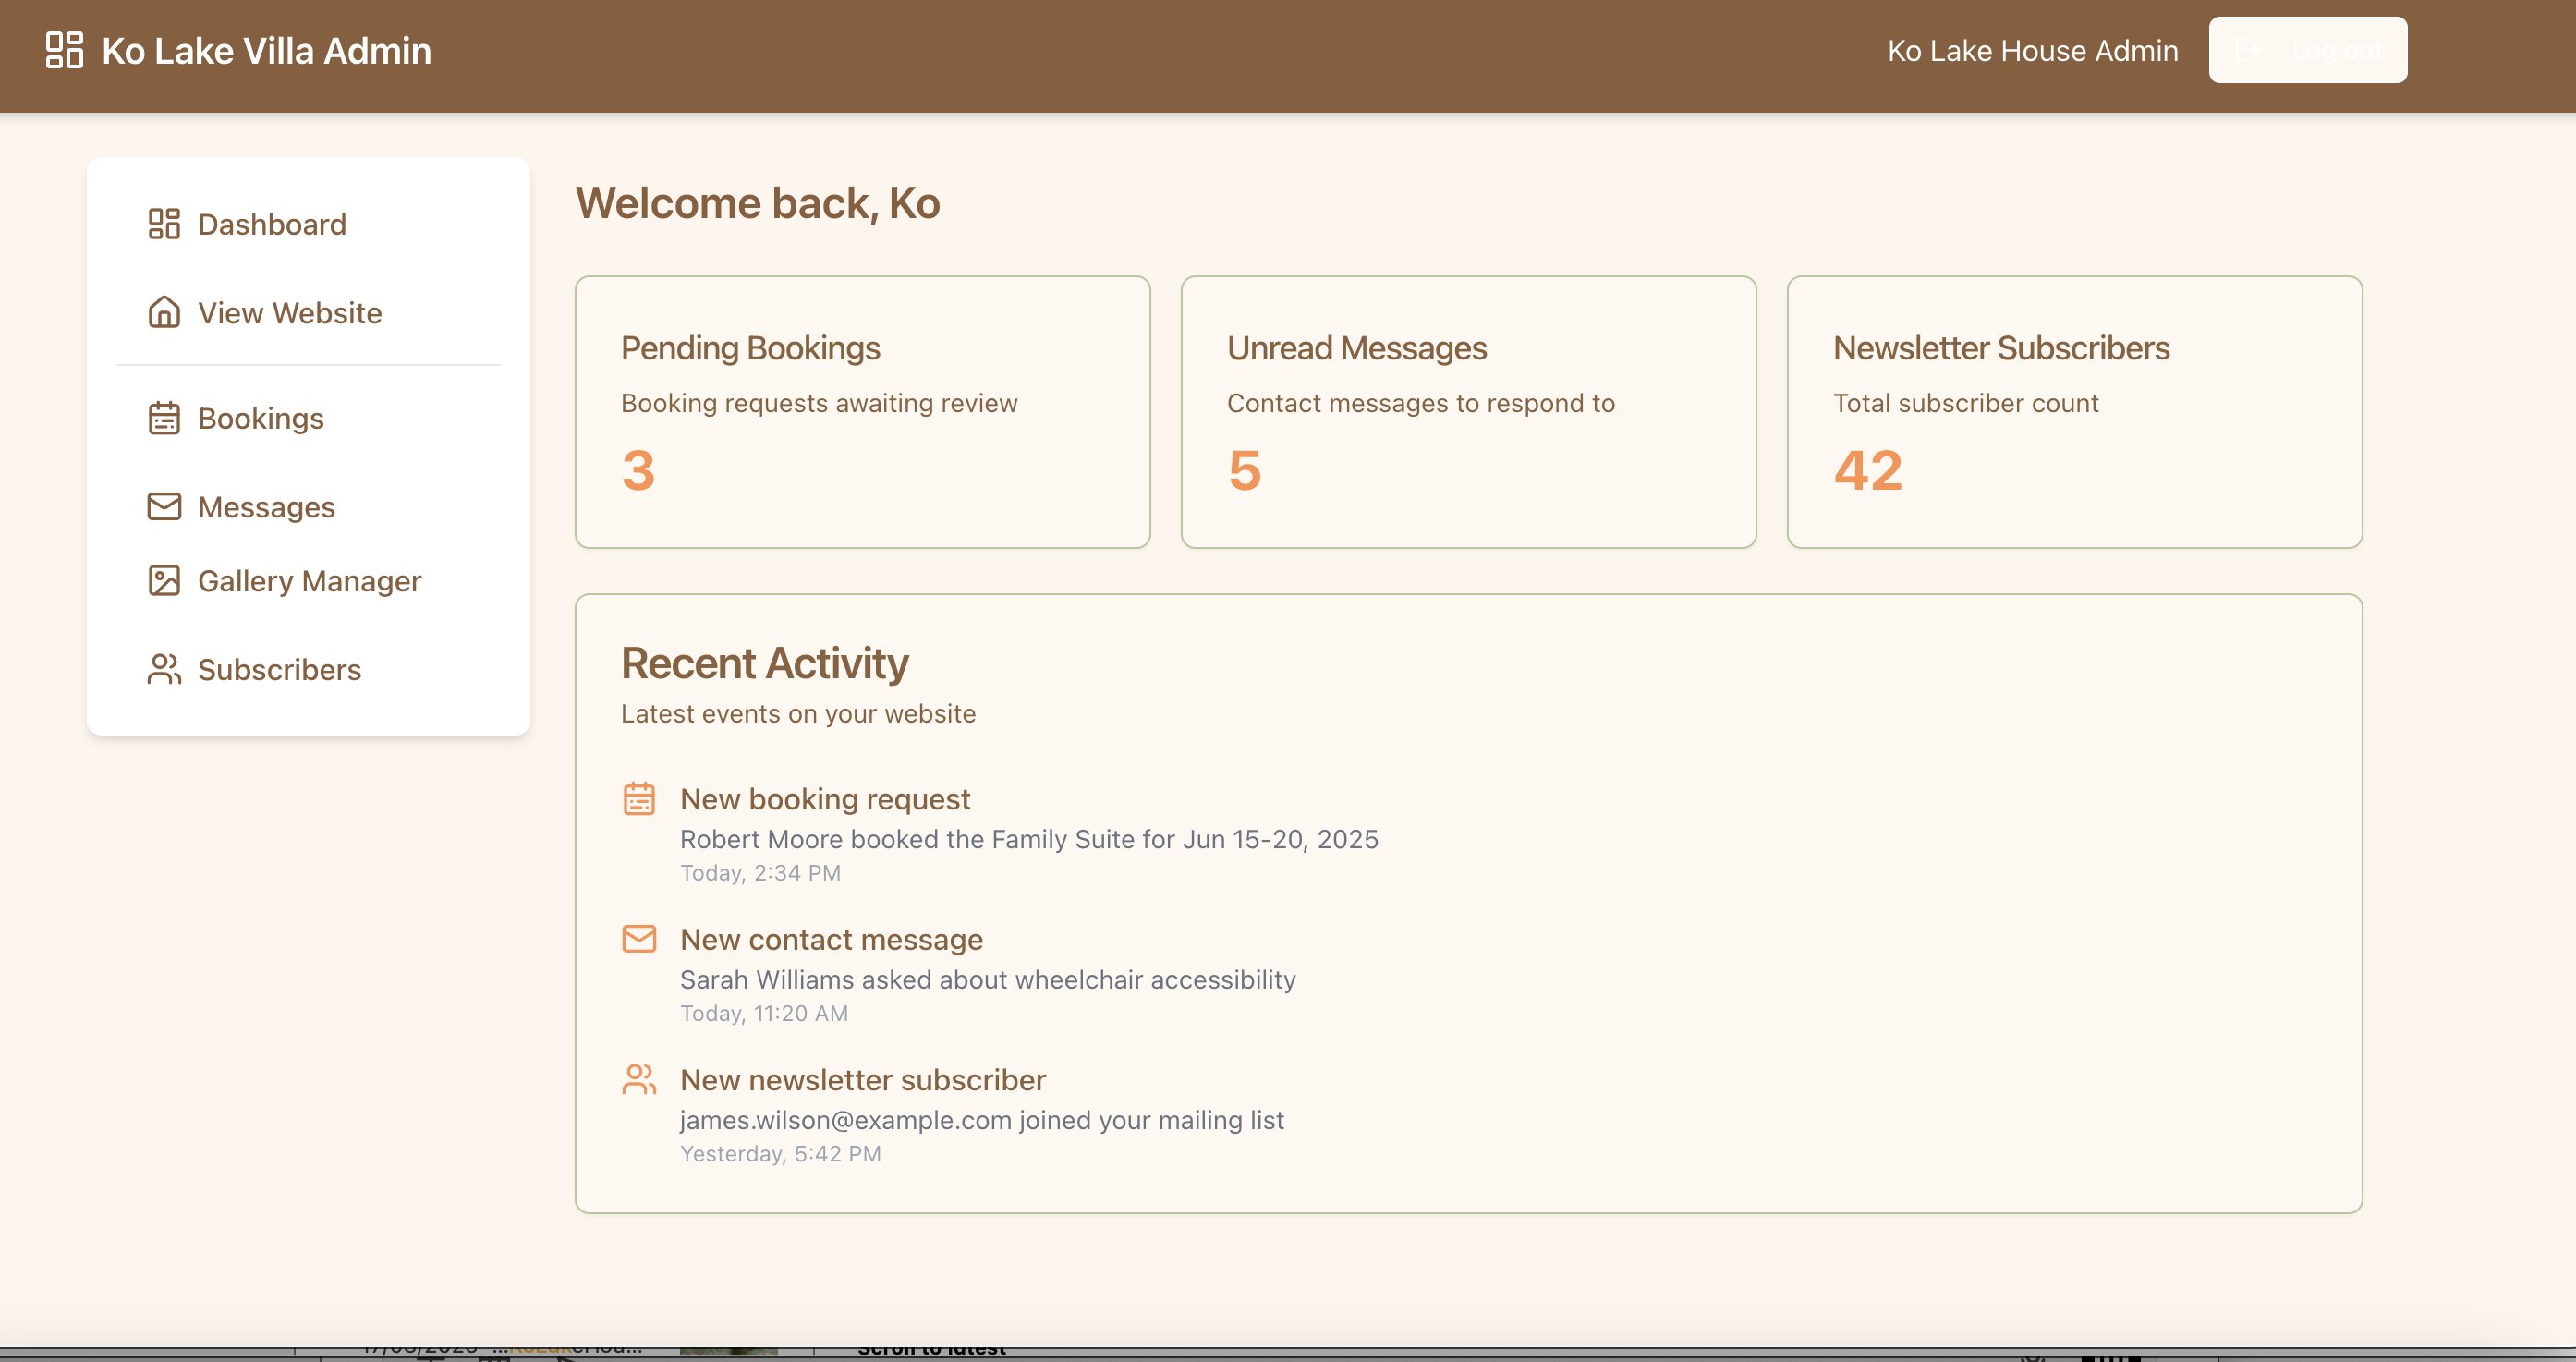 Ko Lake Villa Admin
Ko Lake House Admin
Log out
Dashboard
View Website
Bookings
Messages
Gallery Manager
Subscribers
Welcome back, Ko
Pending Bookings
Booking requests awaiting review
3
Unread Messages
Contact messages to respond to
5
Newsletter Subscribers
Total subscriber count
42
Recent Activity
Latest events on your website
New booking request
Robert Moore booked the Family Suite for Jun 15-20, 2025
Today, 2:34 PM
New contact message
Sarah Williams asked about wheelchair accessibility
Today, 11:20 AM
New newsletter subscriber
james.wilson@example.com joined your mailing list
Yesterday, 5:42 PM
Scroll to latest